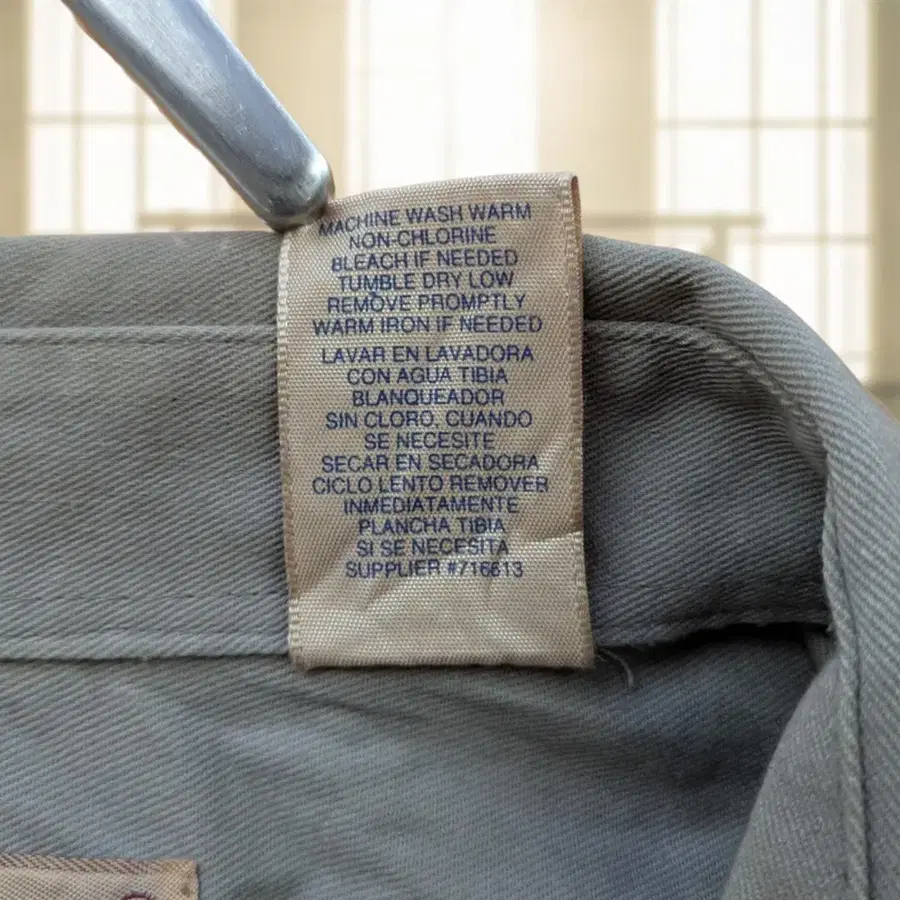 MACHINE WASH WARM
NON-CHLORINE
BLEACH IF NEEDED
TUMBLE DRY LOW
REMOVE PROMPTLY
WARM IRON IF NEEDED
LAVAR EN LAVADORA
CON AGUA TIBIA
BLANQUEADOR
SIN CLORO, CUANDO
SE NECESITE
SECAR EN SECADORA
CICLO LENTO REMOVER
INMEDIATAMENTE
PLANCHA TIBIA
SI SE NECESITA
SUPPLIER #716613